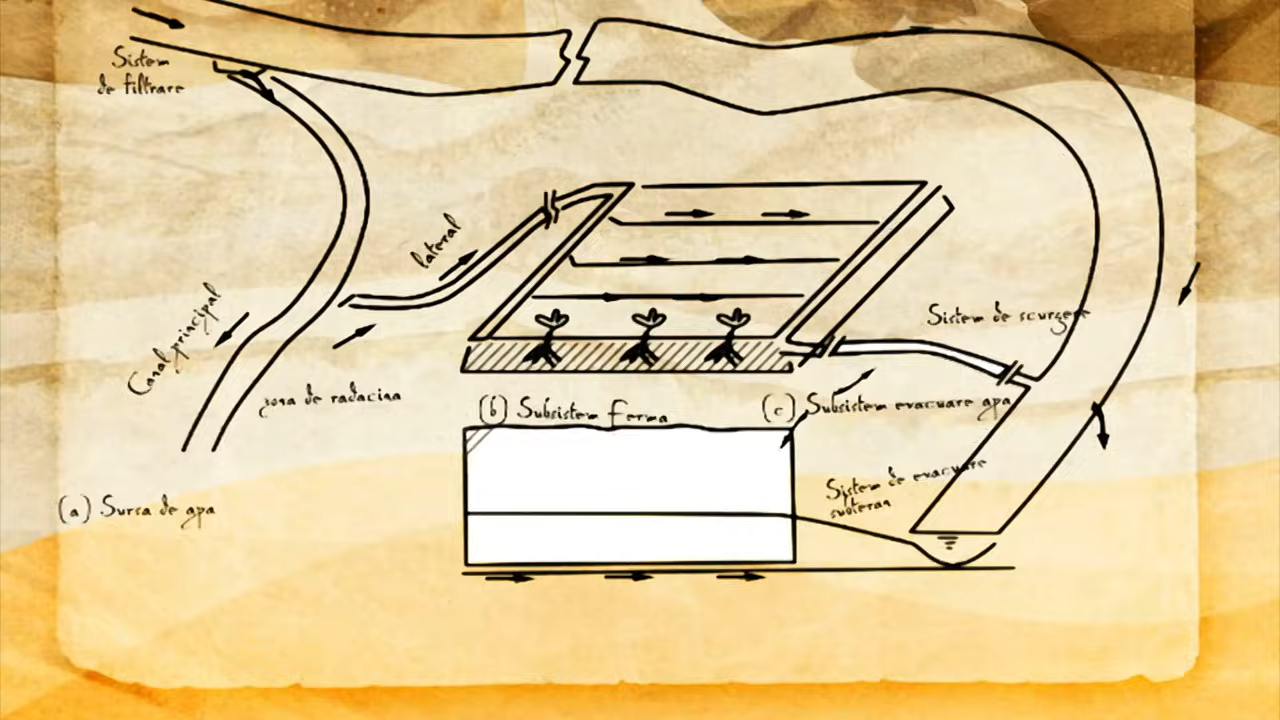 Sistem
de filtrare
lateral
Canal principal
Sistem de scurgere
zona de radacina
(b) Subsistem ferma
(c) Subsistem evacuare apa
Sistem de evacuare
subteran
(a) Sursa de apa